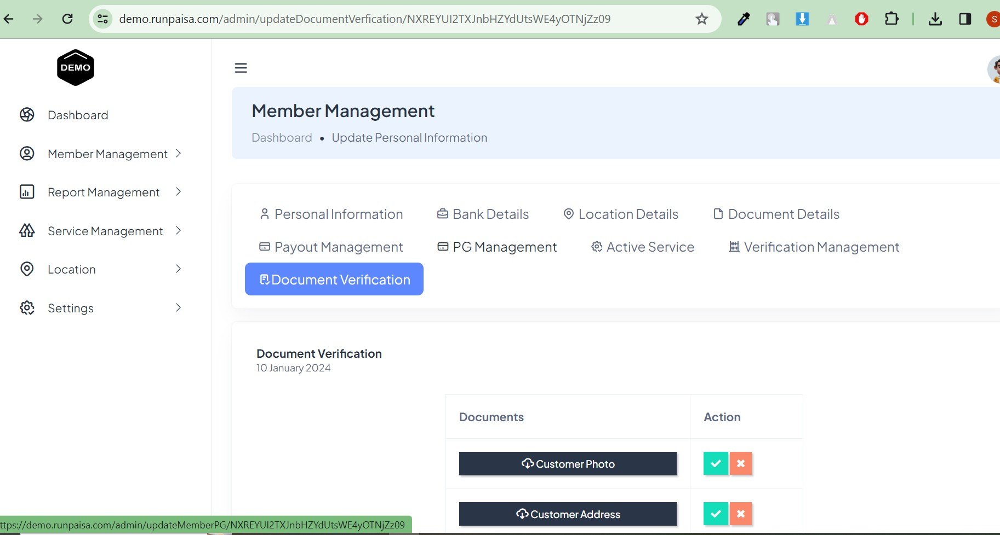 demo.runpaisa.com/admin/updateDocumentVerfication/NXREYUI2TXJnbHZYdUtsWE4yOTNjZz09
S
DEMO
Dashboard
Member Management
Report Management
Service Management
Location
Settings
Member Management
Dashboard • Update Personal Information
Personal Information Bank Details Location Details Document Details
Payout Management PG Management Active Service Verification Management
Document Verification
Document Verification
10 January 2024
Documents Action
Customer Photo
Customer Address
ttps://demo.runpaisa.com/admin/updateMemberPG/NXREYUI2TXJnbHZYdUtsWE4yOTNjZz09